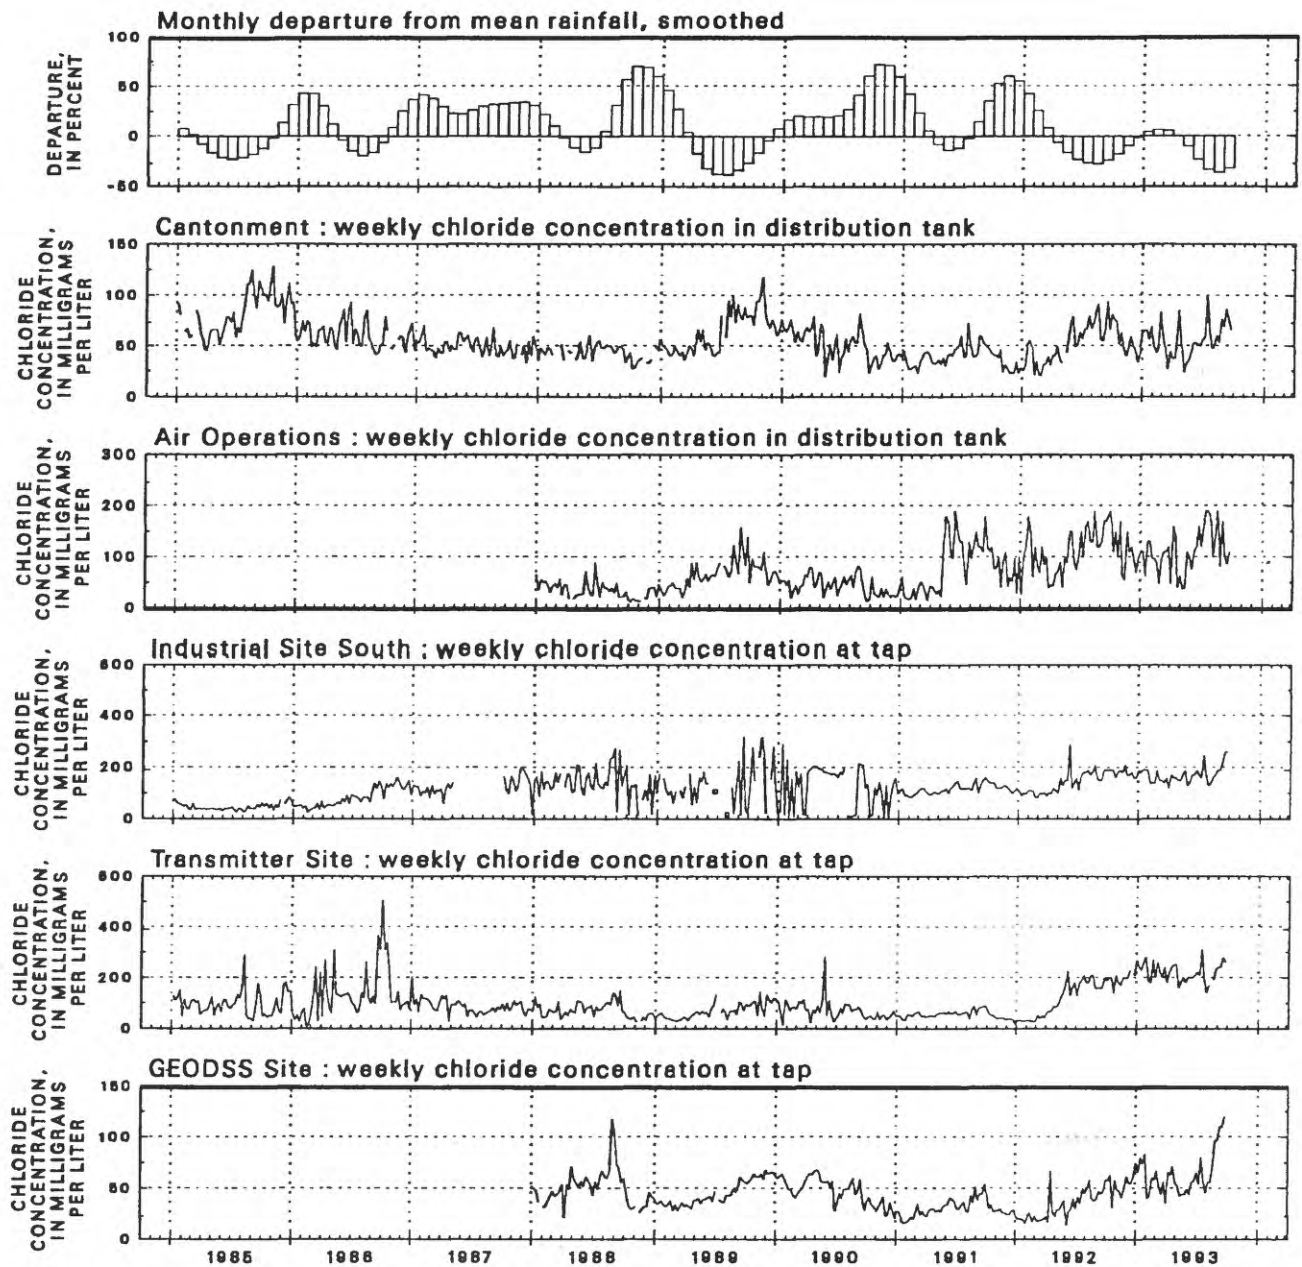 Monthly departure from mean rainfall, smoothed
DEPARTURE,
IN PERCENT
100
50
0
-50
Cantonment : weekly chloride concentration in distribution tank
CHLORIDE
CONCENTRATION,
IN MILLIGRAMS
PER LITER
150
100
50
0
Air Operations : weekly chloride concentration in distribution tank
CHLORIDE
CONCENTRATION,
IN MILLIGRAMS
PER LITER
300
200
100
0
Industrial Site South : weekly chloride concentration at tap
CHLORIDE
CONCENTRATION,
IN MILLIGRAMS
PER LITER
600
400
200
0
Transmitter Site : weekly chloride concentration at tap
CHLORIDE
CONCENTRATION,
IN MILLIGRAMS
PER LITER
600
400
200
0
GEODSS Site : weekly chloride concentration at tap
CHLORIDE
CONCENTRATION,
IN MILLIGRAMS
PER LITER
150
100
50
0
1985 1986 1987 1988 1989 1990 1991 1992 1993